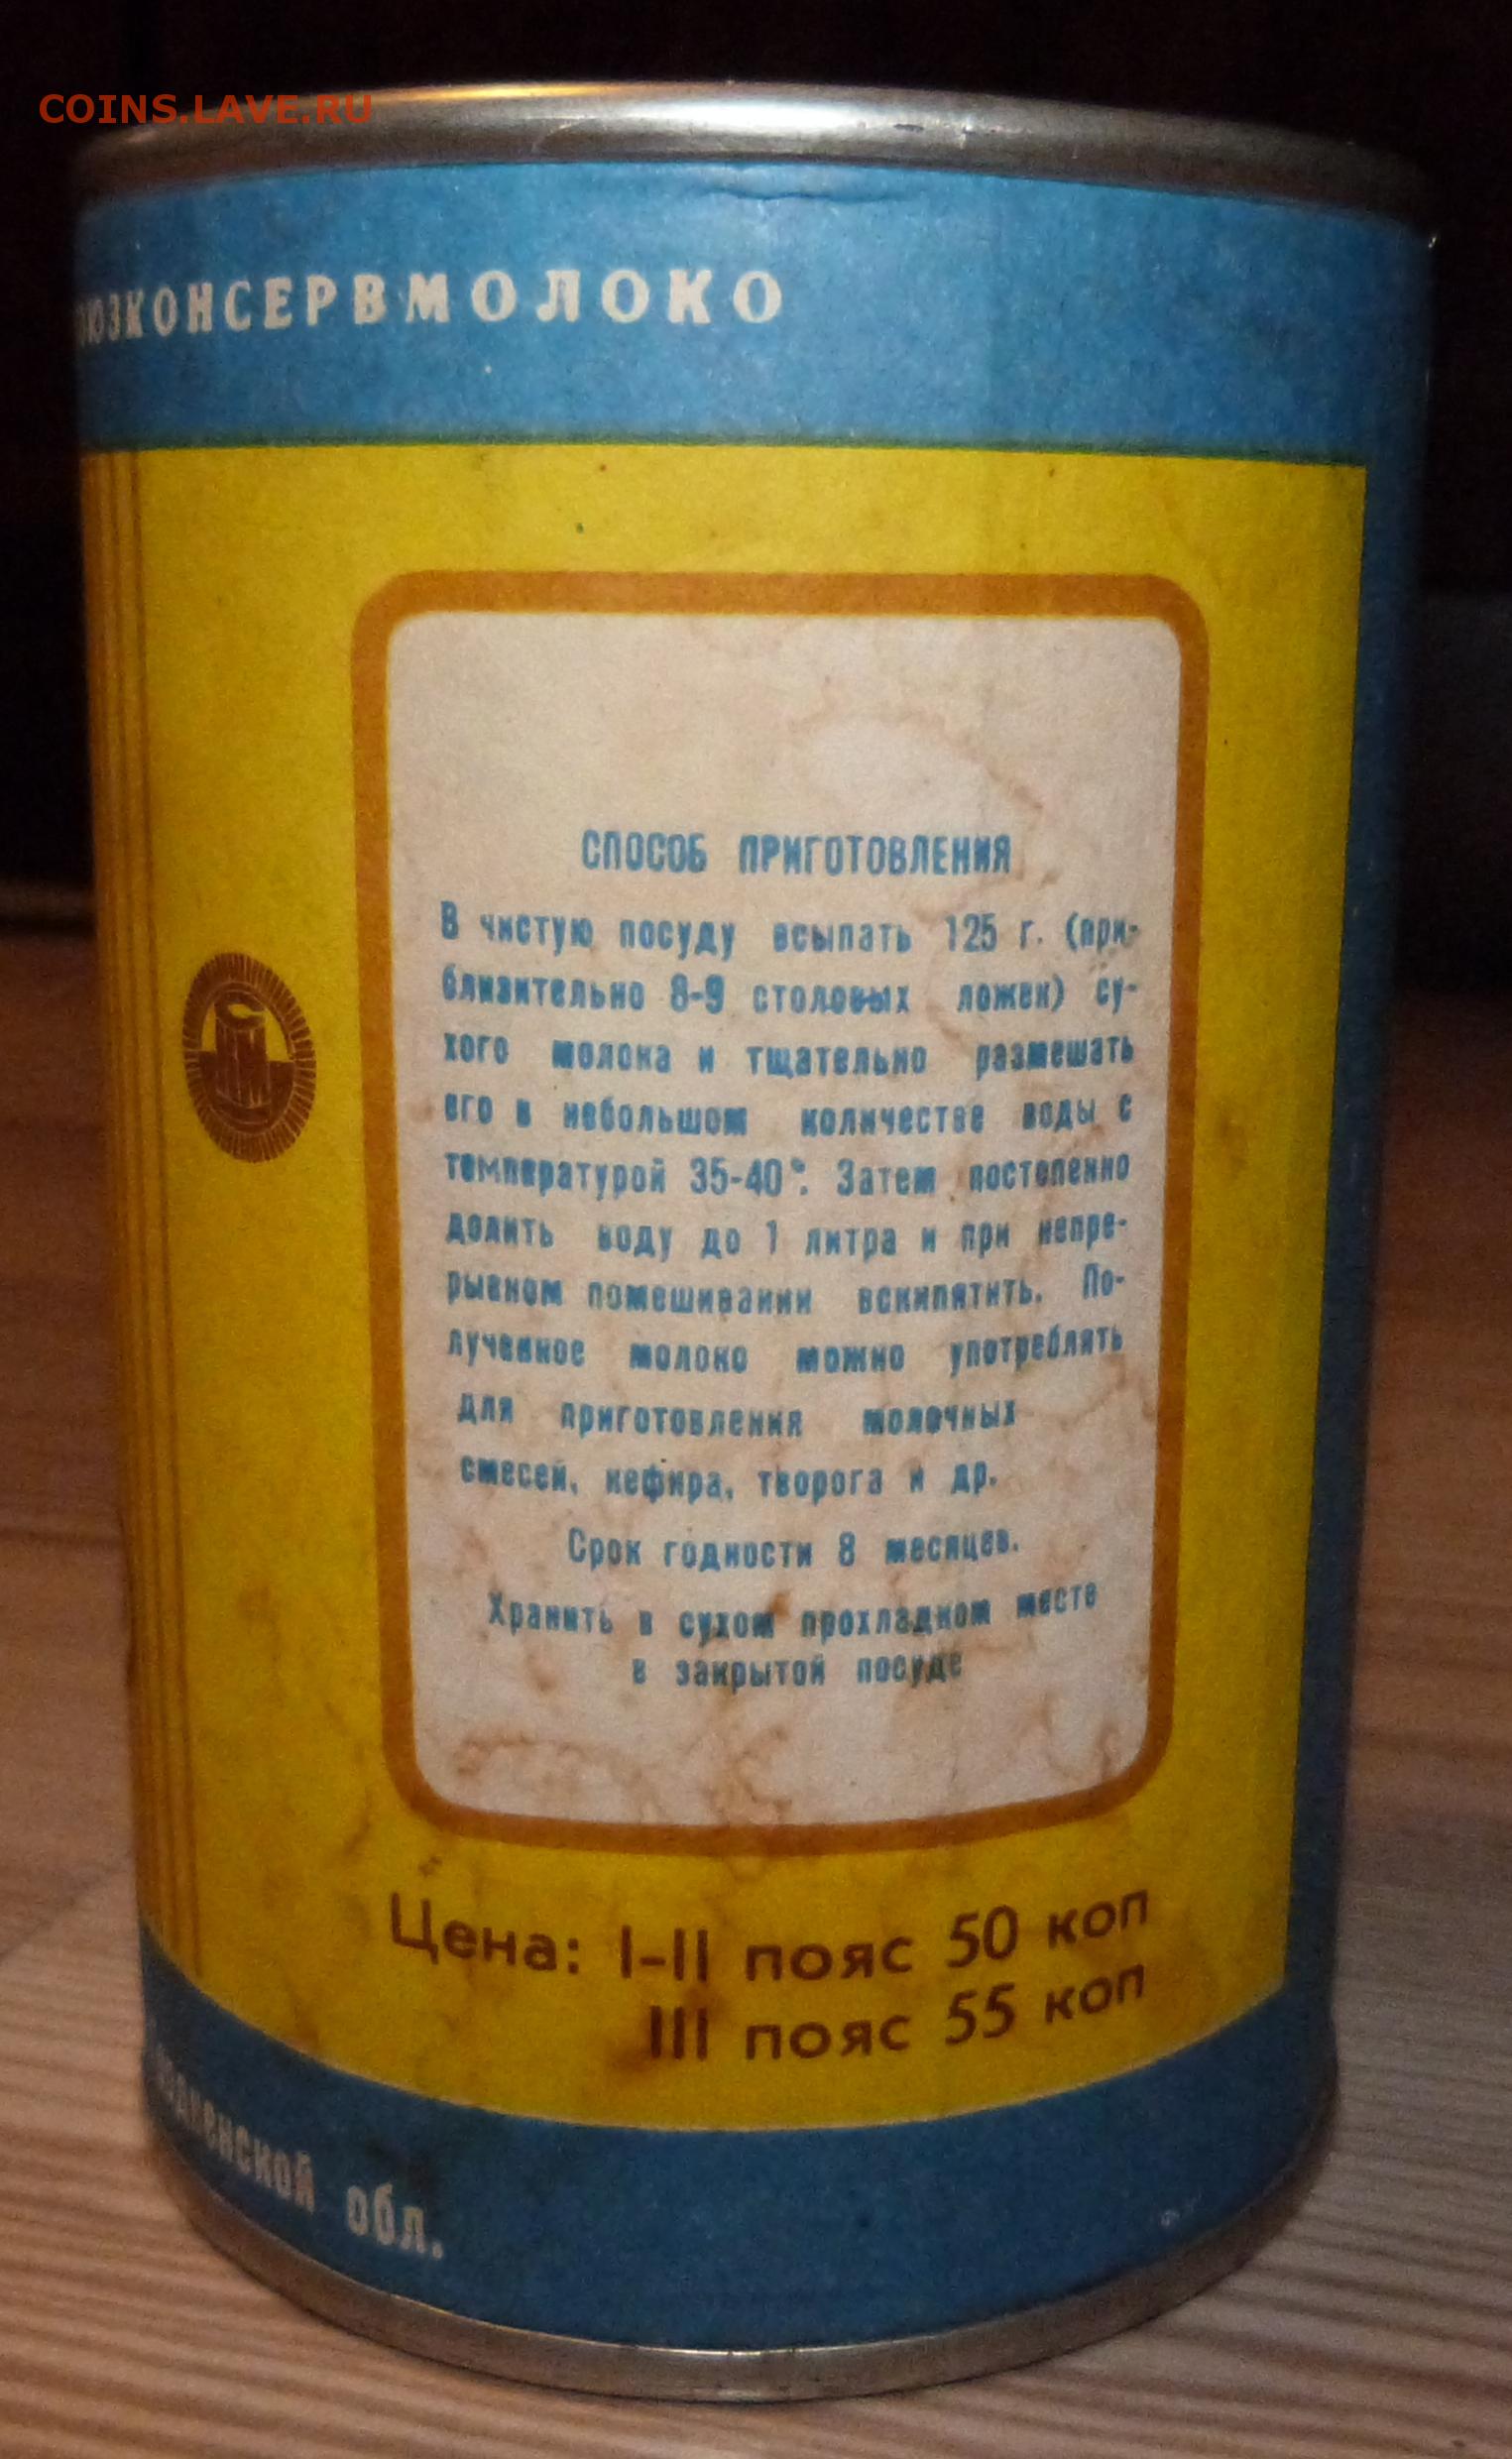 COINS.LAVE.RU
ОЮЗКОНСЕРВМОЛОКО
СПОСОБ ПРИГОТОВЛЕНИЯ
В чистую посуду всыпать 125 г. (при-
близительно 8-9 столовых ложек) су-
хого молока и тщательно размешать
его в небольшом количестве воды с
температурой 35-40°. Затем постепенно
долить воду до 1 литра и при непре-
рывном помешивании вскипятить. По-
лученное молоко можно употреблять
для приготовления молочных
смесей, кефира, творога и др.
Срок годности 8 месяцев.
Хранить в сухом прохладном месте
в закрытой посуде
Цена: I-II пояс 50 коп
III пояс 55 коп
обл.